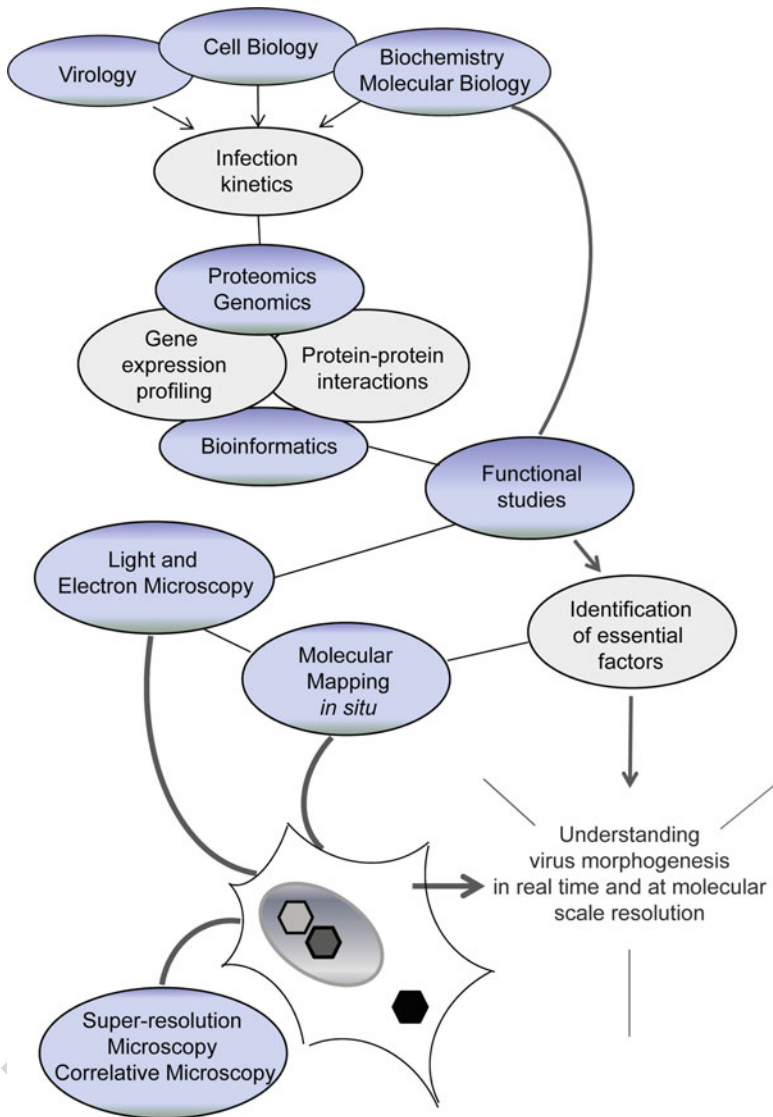 Virology
Cell Biology
Biochemistry
Molecular Biology
Infection
kinetics
Proteomics
Genomics
Gene
expression
profiling
Protein-protein
interactions
Bioinformatics
Functional
studies
Light and
Electron Microscopy
Identification
of essential
factors
Molecular
Mapping
in situ
Understanding
virus morphogenesis
in real time and at molecular
scale resolution
Super-resolution
Microscopy
Correlative Microscopy